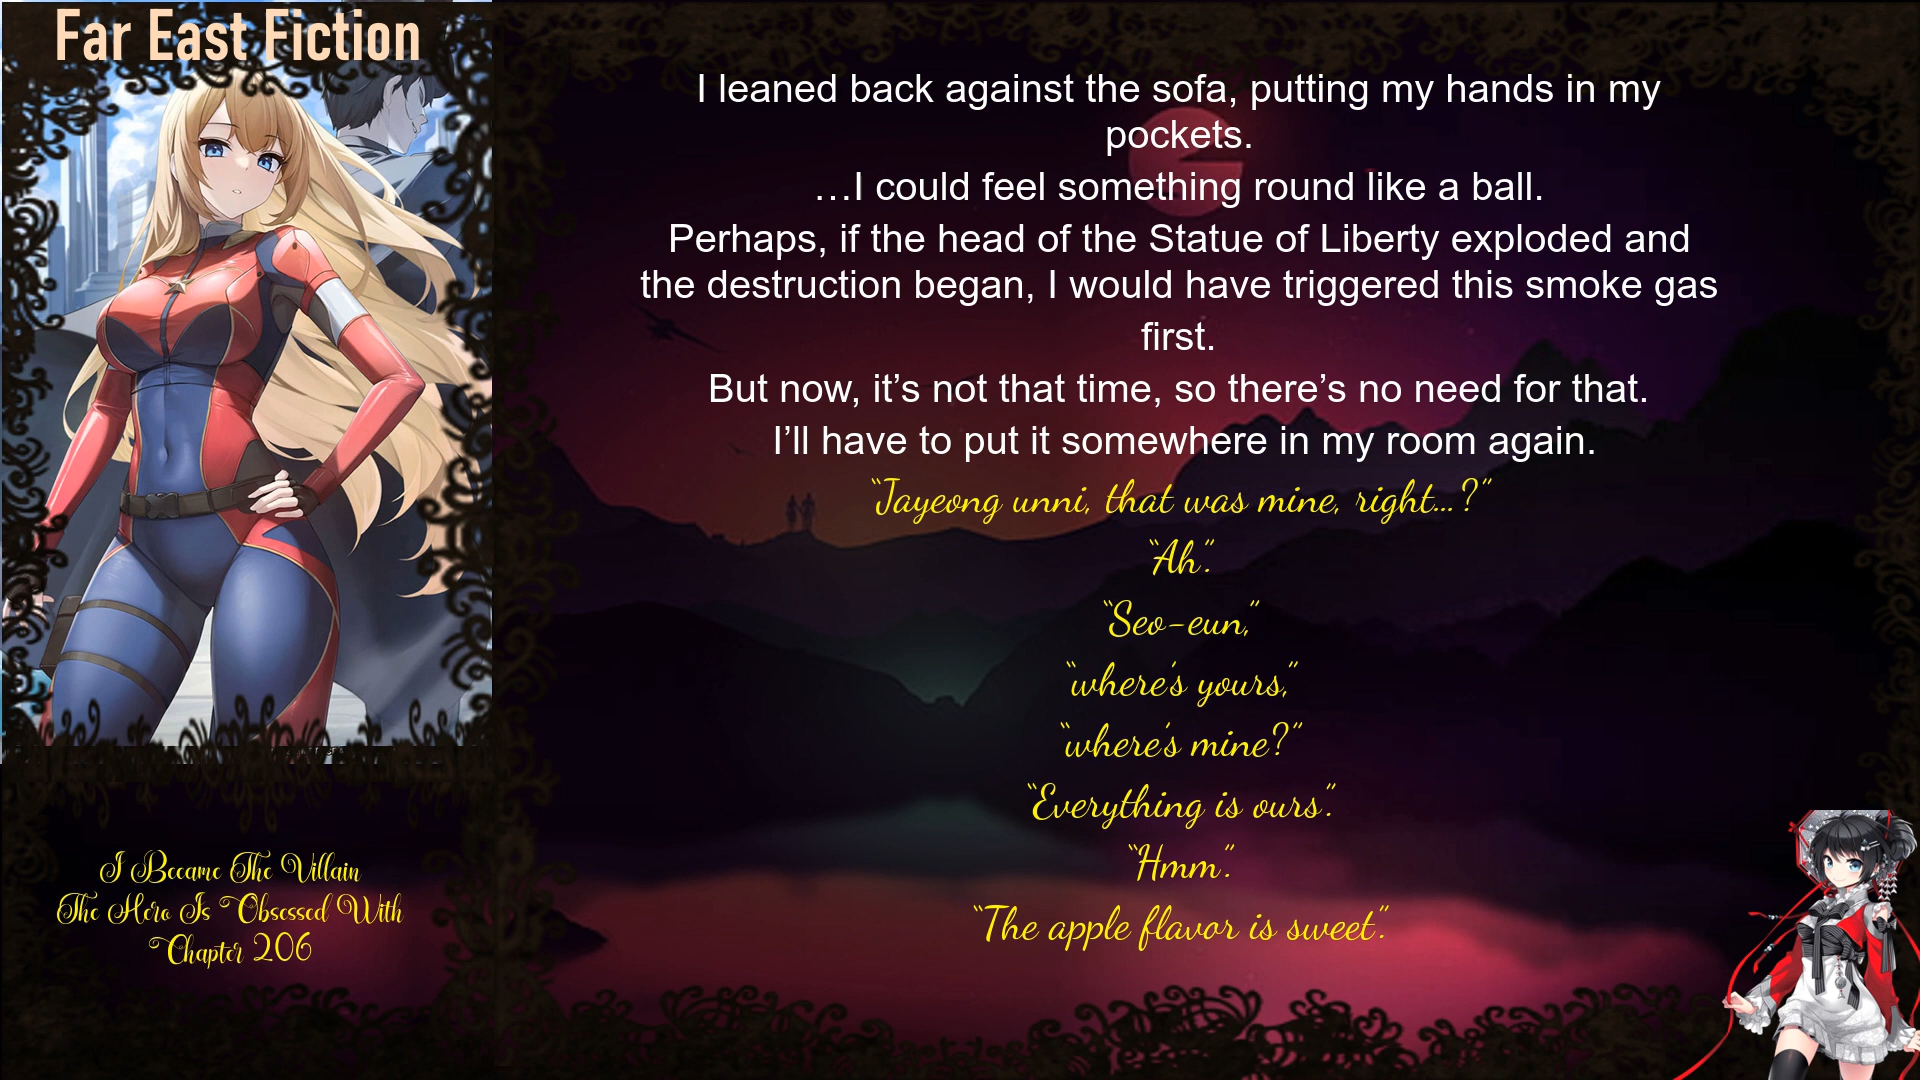 Far East Fiction
I leaned back against the sofa, putting my hands in my
pockets.
…I could feel something round like a ball.
Perhaps, if the head of the Statue of Liberty exploded and
the destruction began, I would have triggered this smoke gas
first.
But now, it’s not that time, so there’s no need for that.
I’ll have to put it somewhere in my room again.
“Jayeong unni, that was mine, right…?”
“Ah”.
“Seo-eun,”
“where’s yours,”
“where’s mine?”
“Everything is ours”.
“Hmm”.
“The apple flavor is sweet”.
I Became The Villain
The Hero Is Obsessed With
Chapter 206